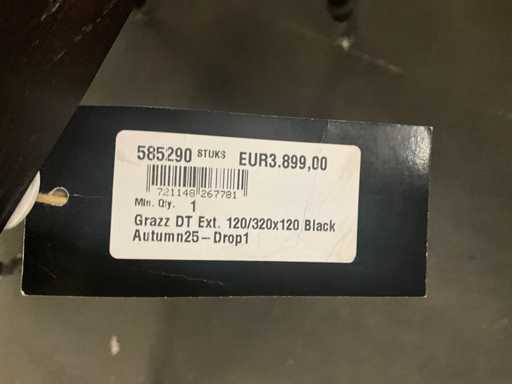 585290 STUKS EUR3.899,00
721148 267781
Min. Qty. 1
Grazz DT Ext. 120/320x120 Black
Autumn25-Drop1